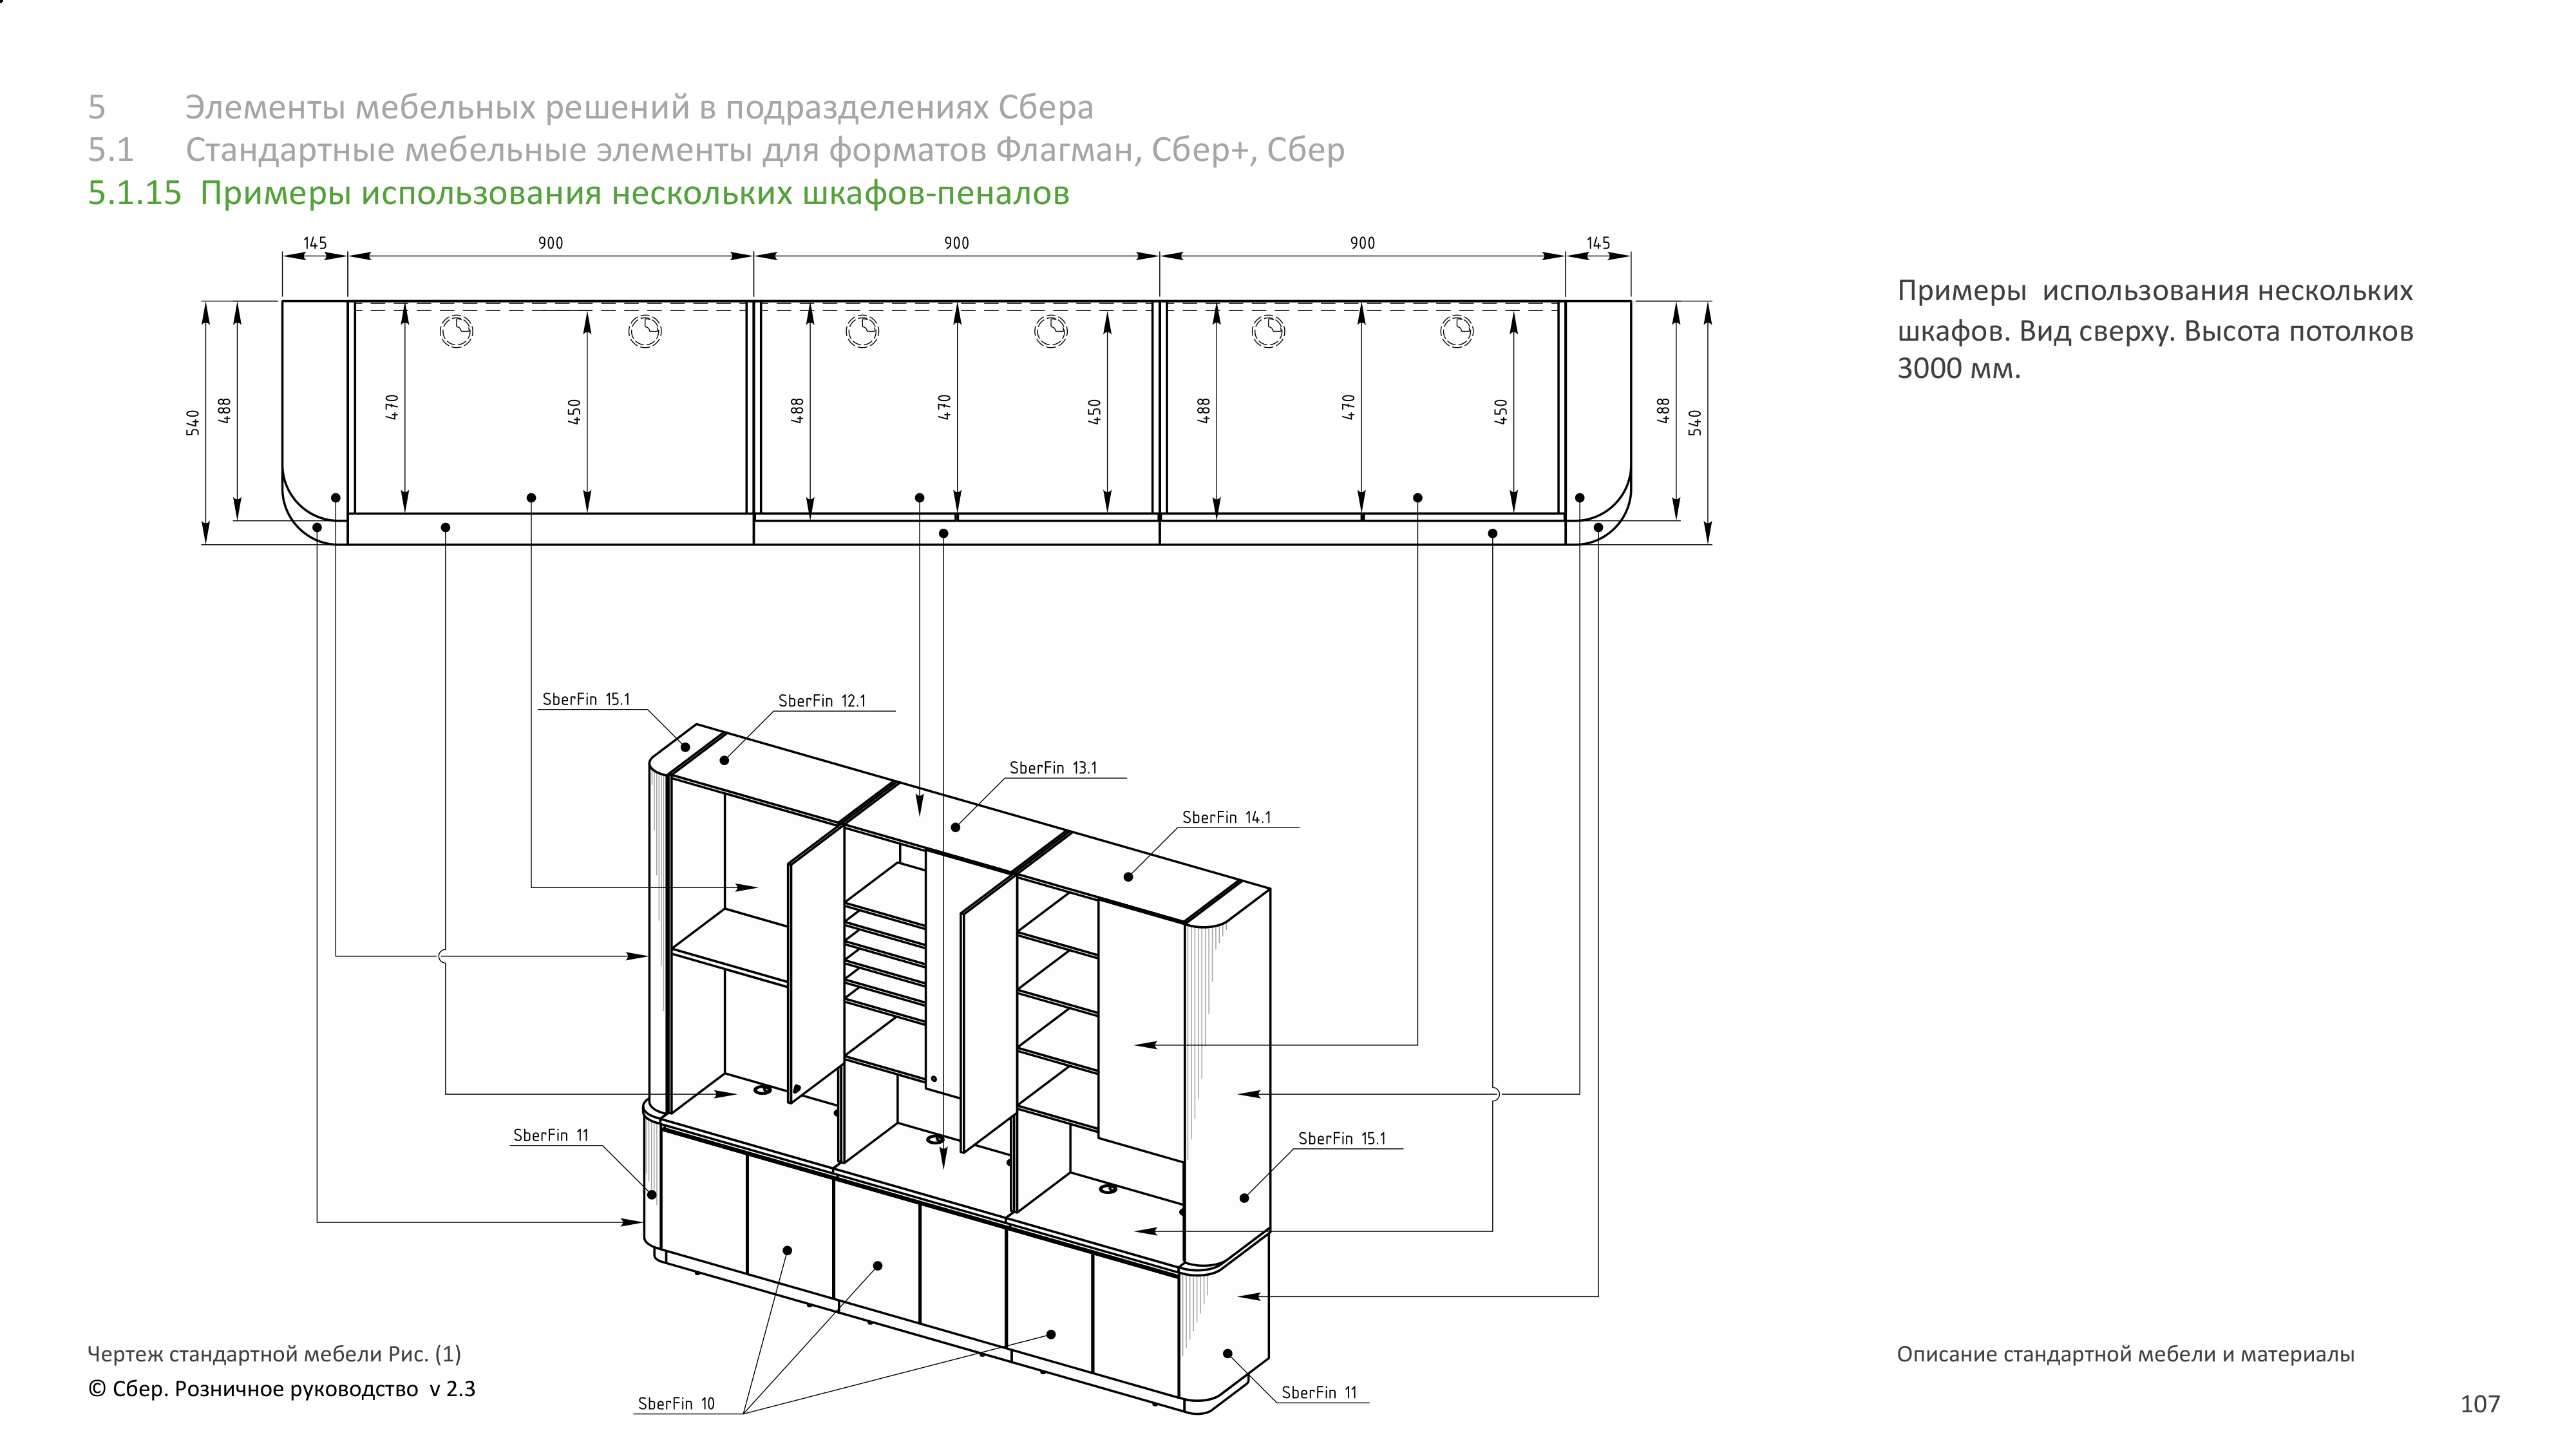 5 Элементы мебельных решений в подразделениях Сбера
5.1 Стандартные мебельные элементы для форматов Флагман, Сбер+, Сбер
5.1.15 Примеры использования нескольких шкафов-пеналов
145 900 900 900 145
540 488 470 450 488 470 450 488 470 450 488 540
Примеры использования нескольких
шкафов. Вид сверху. Высота потолков
3000 мм.
SberFin 15.1
SberFin 12.1
SberFin 13.1
SberFin 14.1
SberFin 11
SberFin 15.1
SberFin 10
SberFin 11
Чертеж стандартной мебели Рис. (1)
Описание стандартной мебели и материалы
© Сбер. Розничное руководство v 2.3
107